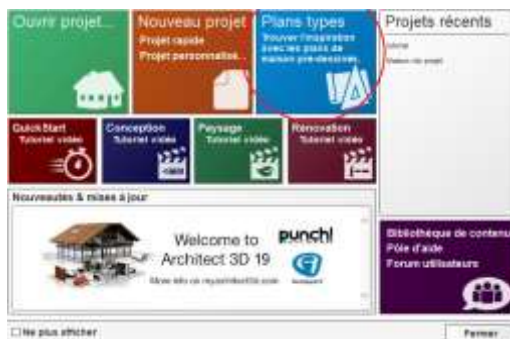 Ouvrir projet...
Nouveau projet
Projet rapide
Projet personnalisé...
Plans types
Trouver l'inspiration
avec les plans de
maison pré-dessinés.
Projets récents
QuickStart
Tutoriel vidéo
Conception
Tutoriel vidéo
Paysage
Tutoriel vidéo
Rénovation
Tutoriel vidéo
Nouveautés & mises à jour
Welcome to
Architect 3D 19
punch!
Bibliothèque de contenu
Pôle d'aide
Forum utilisateurs
Ne plus afficher
Fermer